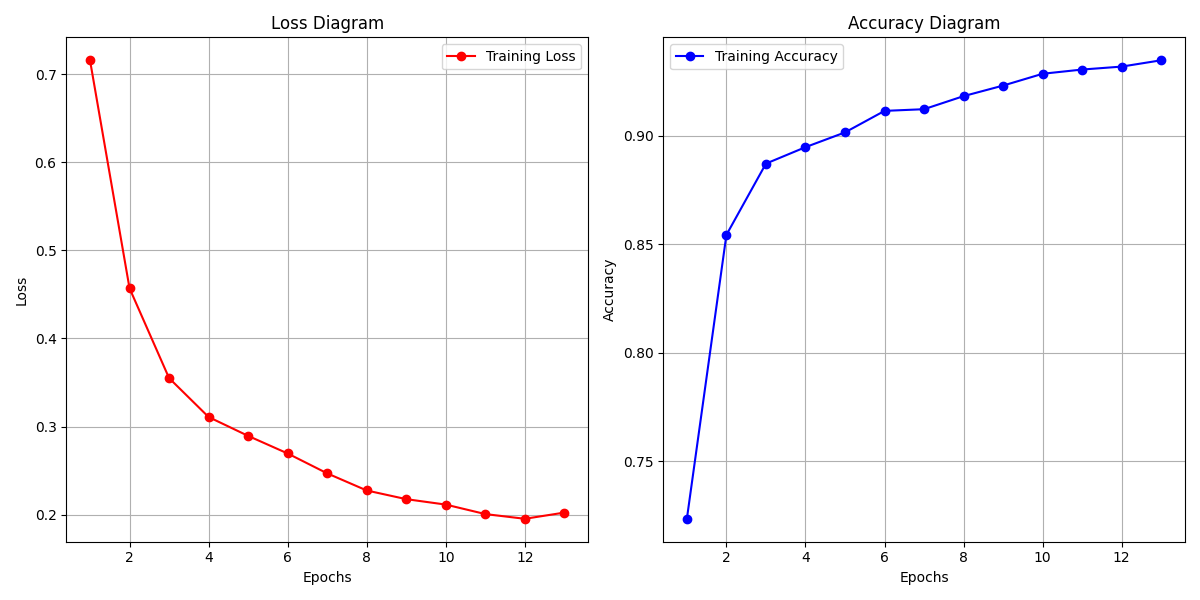 Loss Diagram
Training Loss
0.7
0.6
0.5
0.4
0.3
0.2
Loss
2 4 6 8 10 12
Epochs
Accuracy Diagram
Training Accuracy
0.90
0.85
0.80
0.75
Accuracy
2 4 6 8 10 12
Epochs